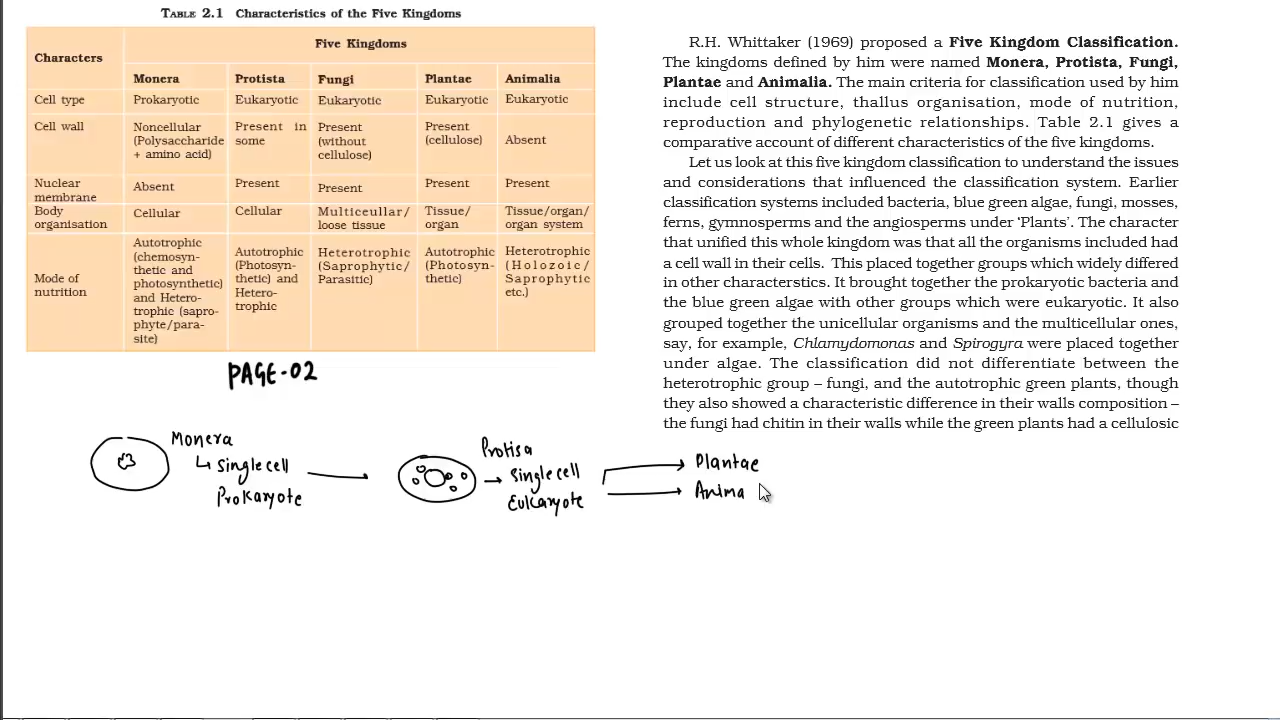 TABLE 2.1 Characteristics of the Five Kingdoms
Characters
Five Kingdoms
Monera Protista Fungi Plantae Animalia
Cell type Prokaryotic Eukaryotic Eukaryotic Eukaryotic Eukaryotic
Cell wall Noncellular (Polysaccharide + amino acid) Present in some Present (without cellulose) Present (cellulose) Absent
Nuclear membrane Absent Present Present Present Present
Body organisation Cellular Cellular Multiceullar/ loose tissue Tissue/ organ Tissue/organ/ organ system
Mode of nutrition Autotrophic (chemosyn- thetic and photosynthetic) and Hetero- trophic (sapro- phyte/para- site) Autotrophic (Photosyn- thetic) and Hetero- trophic Heterotrophic (Saprophytic/ Parasitic) Autotrophic (Photosyn- thetic) Heterotrophic (Holozoic/ Saprophytic etc.)
PAGE-02
R.H. Whittaker (1969) proposed a Five Kingdom Classification.
The kingdoms defined by him were named Monera, Protista, Fungi,
Plantae and Animalia. The main criteria for classification used by him
include cell structure, thallus organisation, mode of nutrition,
reproduction and phylogenetic relationships. Table 2.1 gives a
comparative account of different characteristics of the five kingdoms.
Let us look at this five kingdom classification to understand the issues
and considerations that influenced the classification system. Earlier
classification systems included bacteria, blue green algae, fungi, mosses,
ferns, gymnosperms and the angiosperms under 'Plants'. The character
that unified this whole kingdom was that all the organisms included had
a cell wall in their cells. This placed together groups which widely differed
in other characterstics. It brought together the prokaryotic bacteria and
the blue green algae with other groups which were eukaryotic. It also
grouped together the unicellular organisms and the multicellular ones,
say, for example, Chlamydomonas and Spirogyra were placed together
under algae. The classification did not differentiate between the
heterotrophic group – fungi, and the autotrophic green plants, though
they also showed a characteristic difference in their walls composition –
the fungi had chitin in their walls while the green plants had a cellulosic
Monera
Single cell
Prokaryote
Protisa
Single cell
Eukaryote
Plantae
Anima